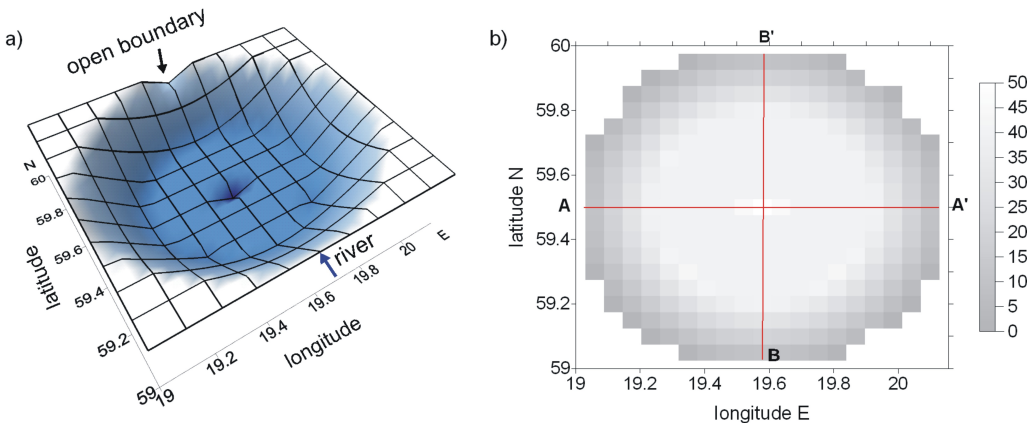 a)
open boundary
N
60
59.8
59.6
59.4
59.2
59
latitude
19
19.2
19.4
19.6
19.8
20
E
longitude
river
b)
B'
60
59.8
59.6
59.4
59.2
59
latitude N
A
A'
B
19
19.2
19.4
19.6
19.8
20
longitude E
50
45
40
35
30
25
20
15
10
5
0